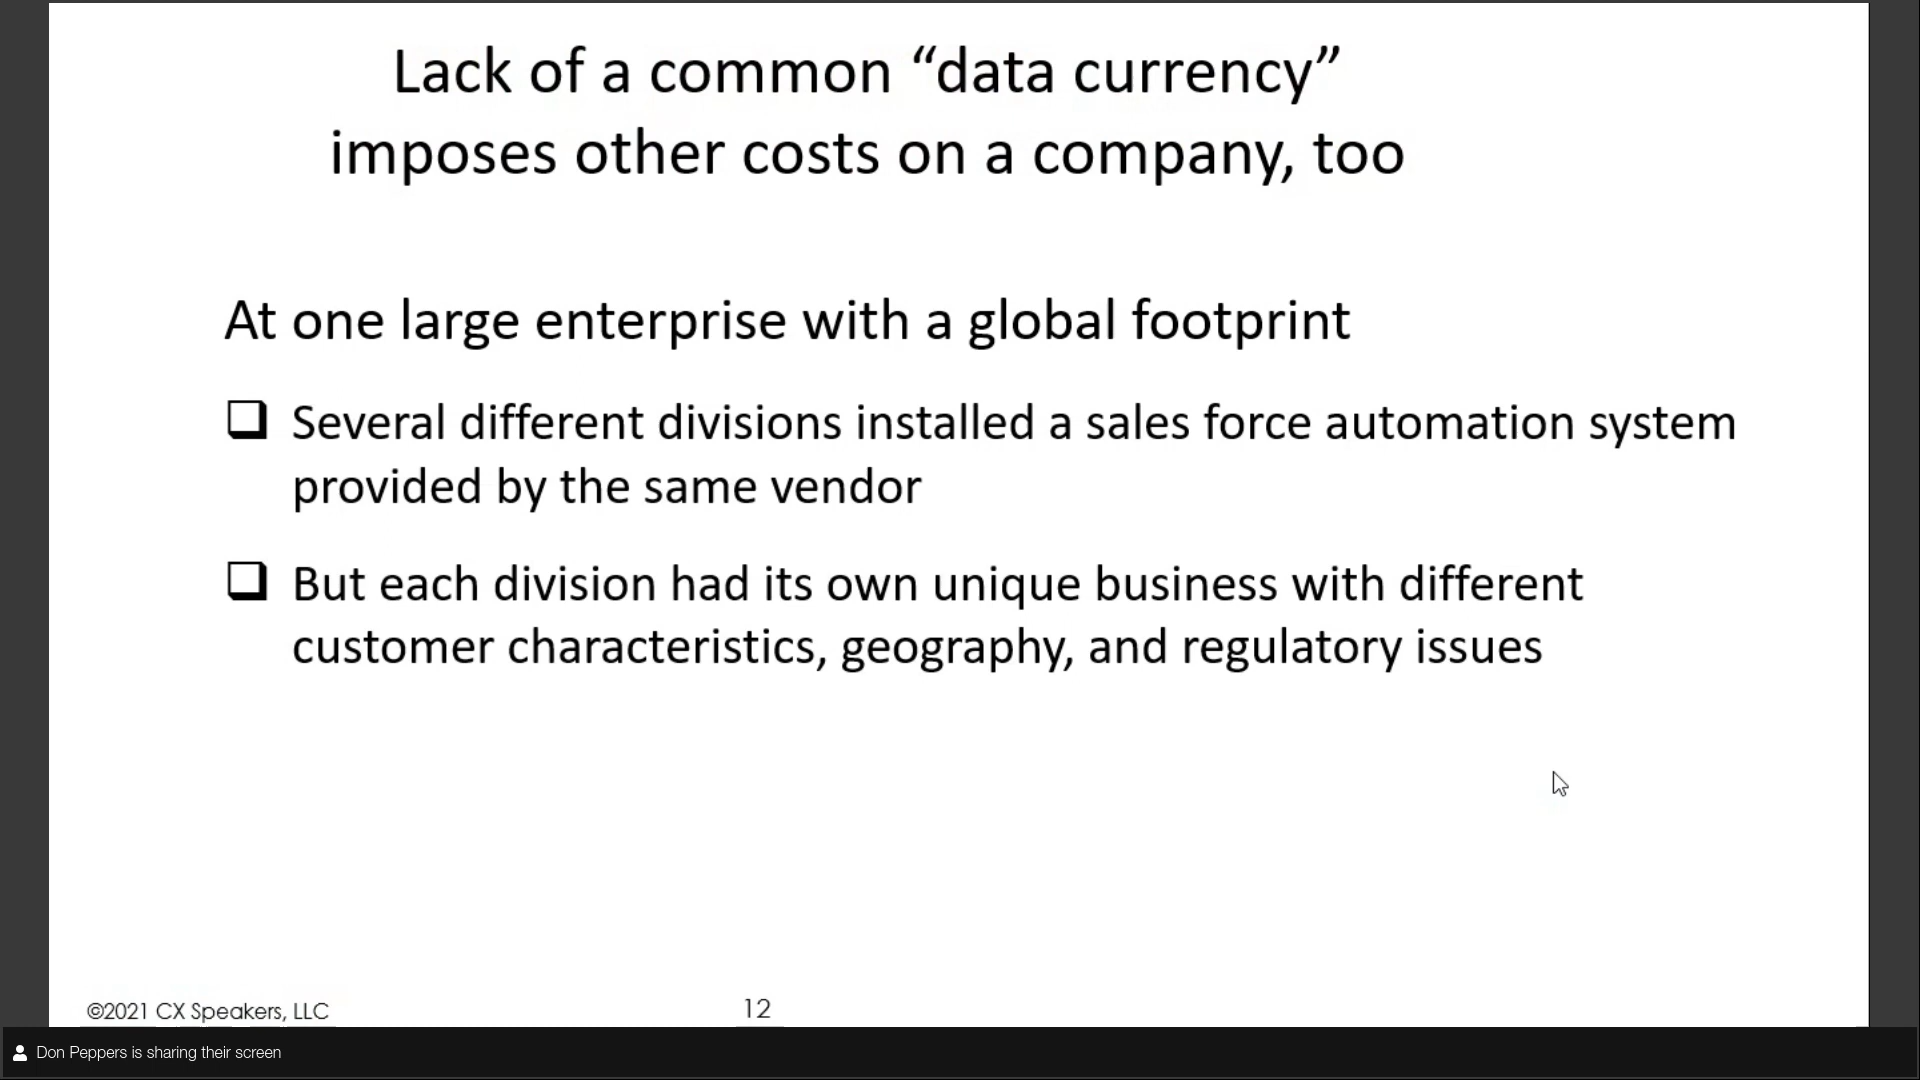 Lack of a common “data currency”
imposes other costs on a company, too
At one large enterprise with a global footprint
Several different divisions installed a sales force automation system
provided by the same vendor
But each division had its own unique business with different
customer characteristics, geography, and regulatory issues
©2021 CX Speakers, LLC
12
Don Peppers is sharing their screen